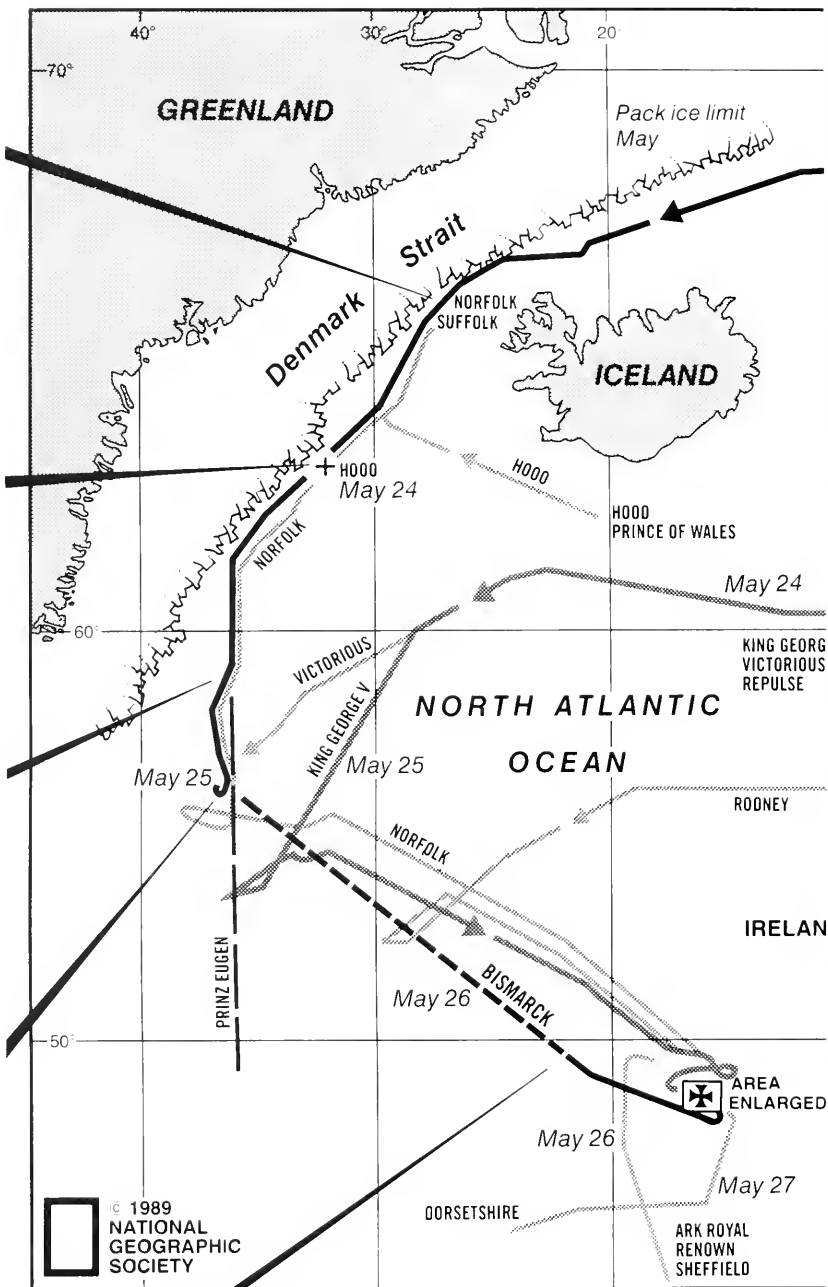 40°
30°
20°
70°
GREENLAND
Pack ice limit
May
Denmark Strait
NORFOLK
SUFFOLK
ICELAND
HOOD
May 24
HOOD
HOOD
PRINCE OF WALES
NORFOLK
May 24
60°
VICTORIOUS
KING GEORG
VICTORIOUS
REPULSE
KING GEORGE V
NORTH ATLANTIC
OCEAN
May 25
May 25
RODNEY
NORFOLK
IRELAN
PRINZ EUGEN
BISMARCK
May 26
50°
AREA
ENLARGED
May 26
May 27
© 1989
NATIONAL
GEOGRAPHIC
SOCIETY
DORSETSHIRE
ARK ROYAL
RENOWN
SHEFFIELD